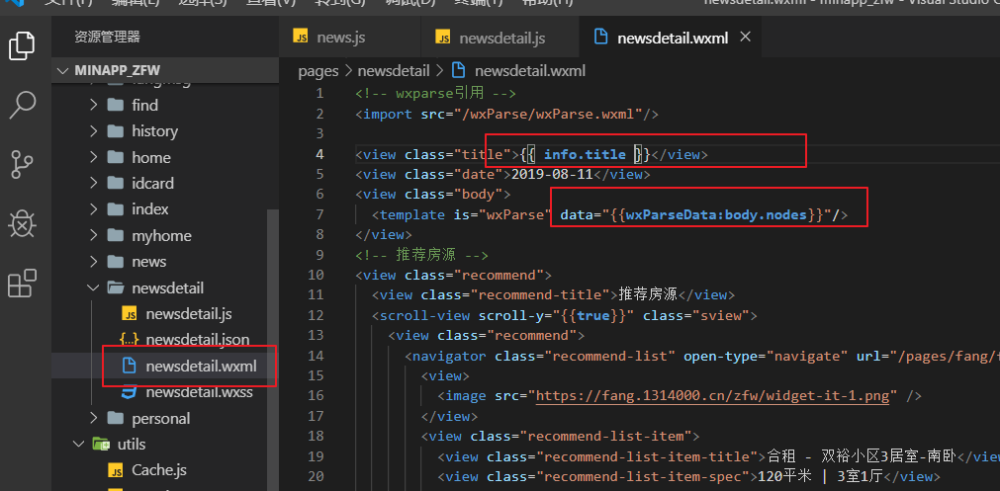 文件(F) 编辑(E) 选择(S) 查看(V) 转到(G) 调试(D) 终端(T) 帮助(H)
newsdetail.wxml - minapp_zfw - Visual Studio
资源管理器
news.js
newsdetail.js
newsdetail.wxml
MINAPP_ZFW
pages > newsdetail > newsdetail.wxml
find
history
home
idcard
index
myhome
news
newsdetail
newsdetail.js
newsdetail.json
newsdetail.wxml
newsdetail.wxss
personal
utils
Cache.js
1 <!-- wxparse引用 -->
2 <import src="/wxParse/wxParse.wxml"/>
3
4 <view class="title">{{ info.title }}</view>
5 <view class="date">2019-08-11</view>
6 <view class="body">
7 <template is="wxParse" data="{{wxParseData:body.nodes}}"/>
8 </view>
9 <!-- 推荐房源 -->
10 <view class="recommend">
11 <view class="recommend-title">推荐房源</view>
12 <scroll-view scroll-y="{{true}}" class="sview">
13 <view class="recommend">
14 <navigator class="recommend-list" open-type="navigate" url="/pages/fang/
15 <view>
16 <image src="https://fang.1314000.cn/zfw/widget-it-1.png" />
17 </view>
18 <view class="recommend-list-item">
19 <view class="recommend-list-item-title">合租 - 双裕小区3居室-南卧</view
20 <view class="recommend-list-item-spec">120平米 | 3室1厅</view>